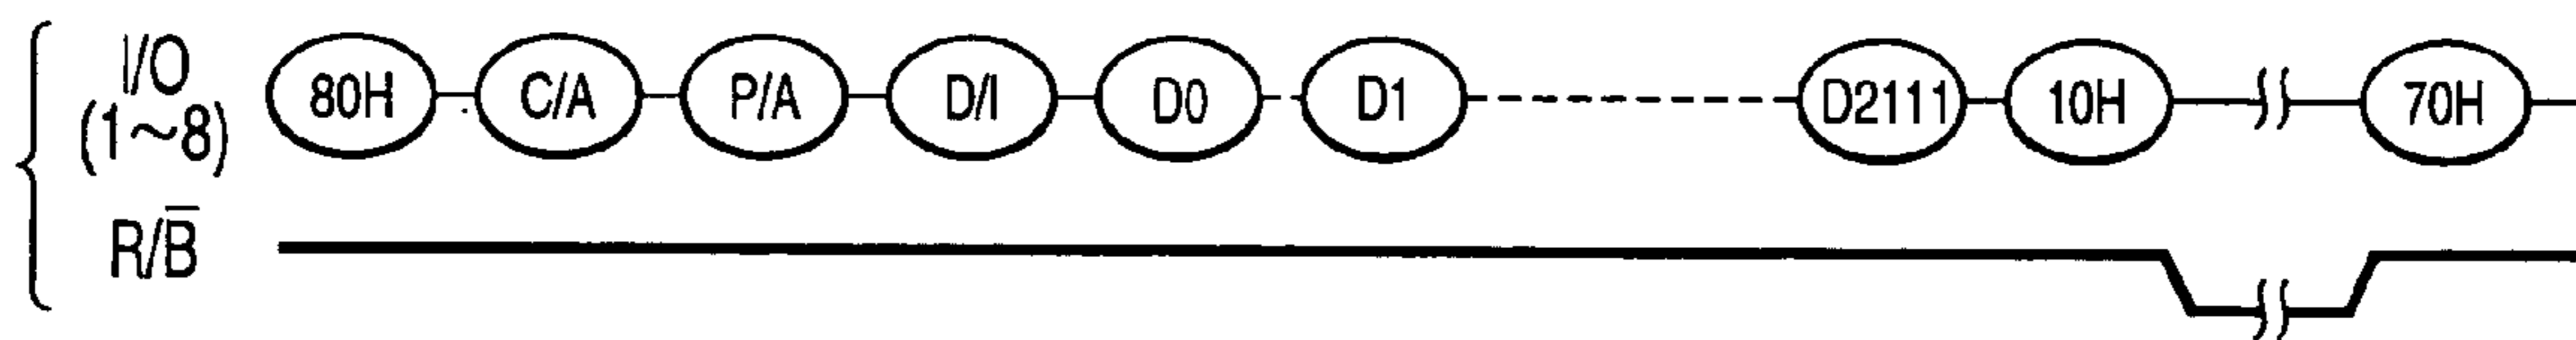 I/O 80H C/A P/A D/I D0 D1 D2111 10H 70H
(1~8)
R/B̅